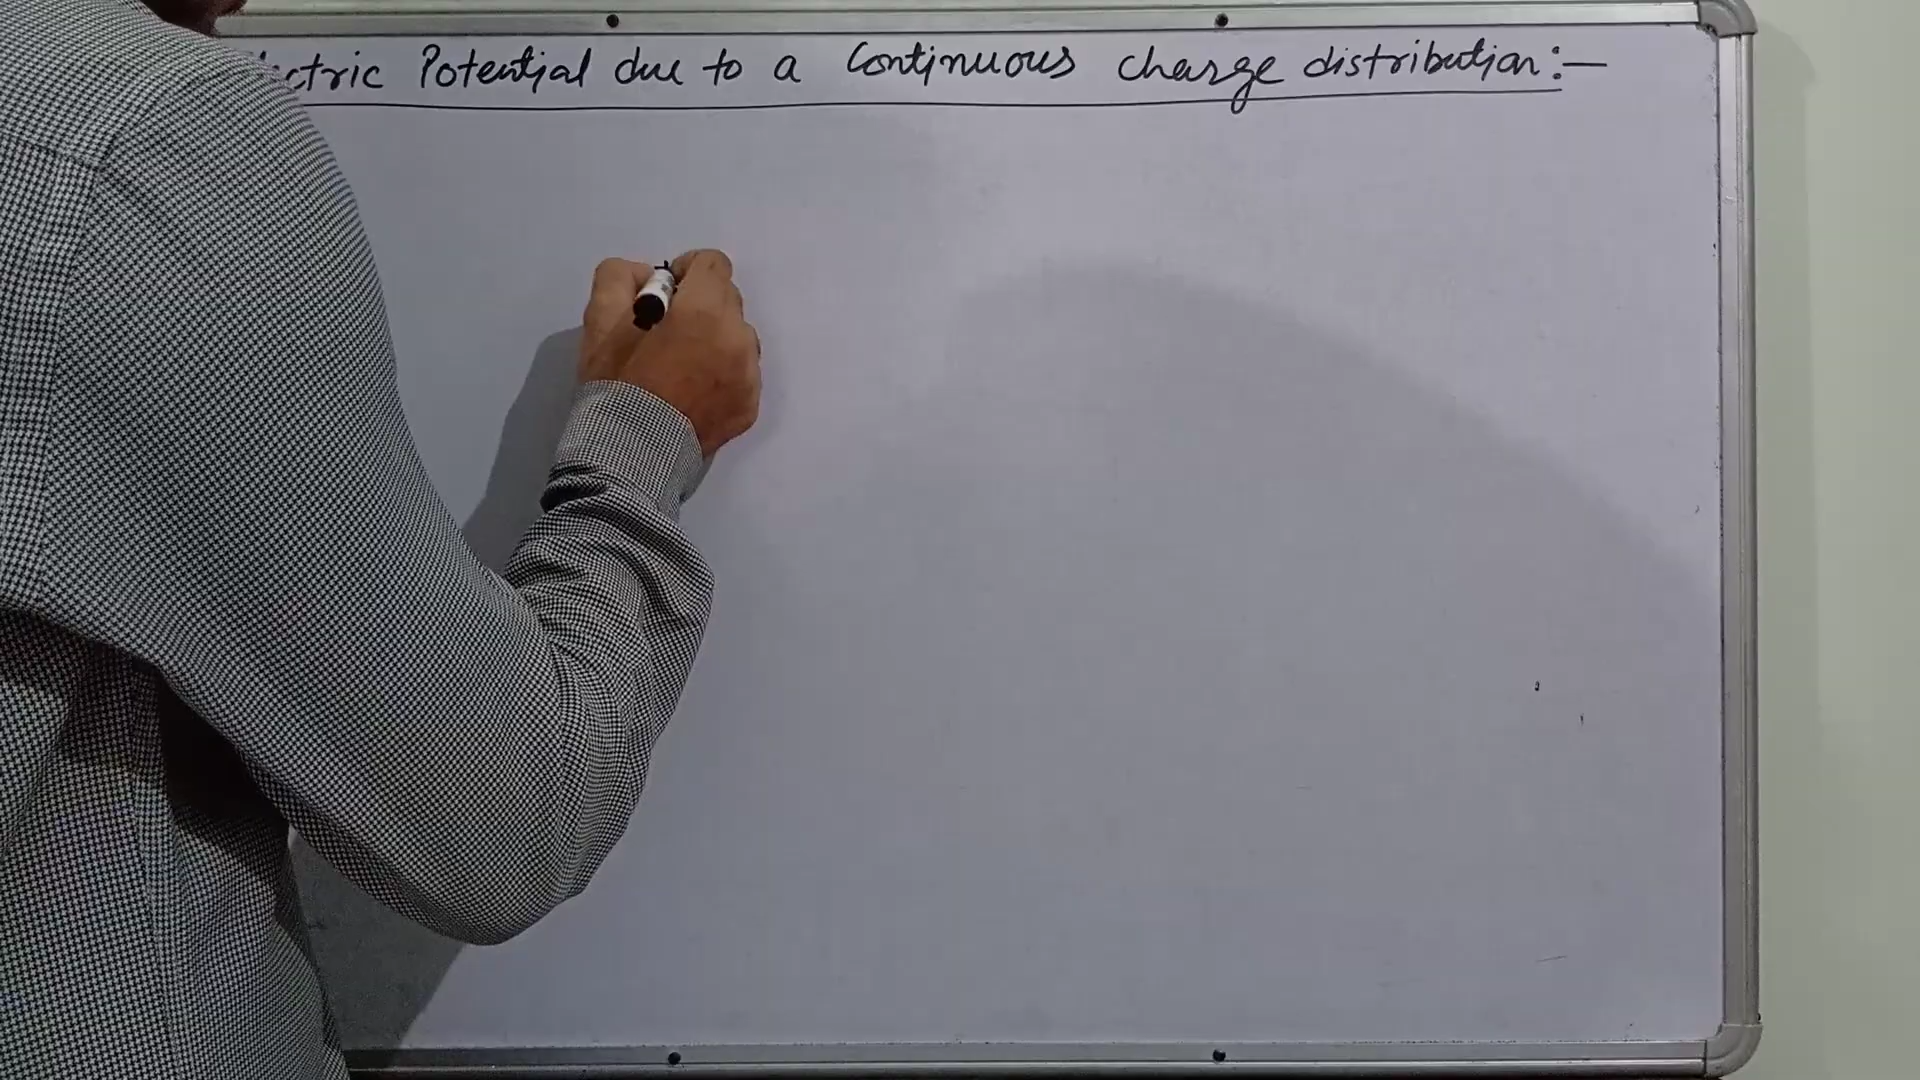 ctric Potential due to a Continuous charge distribution:—